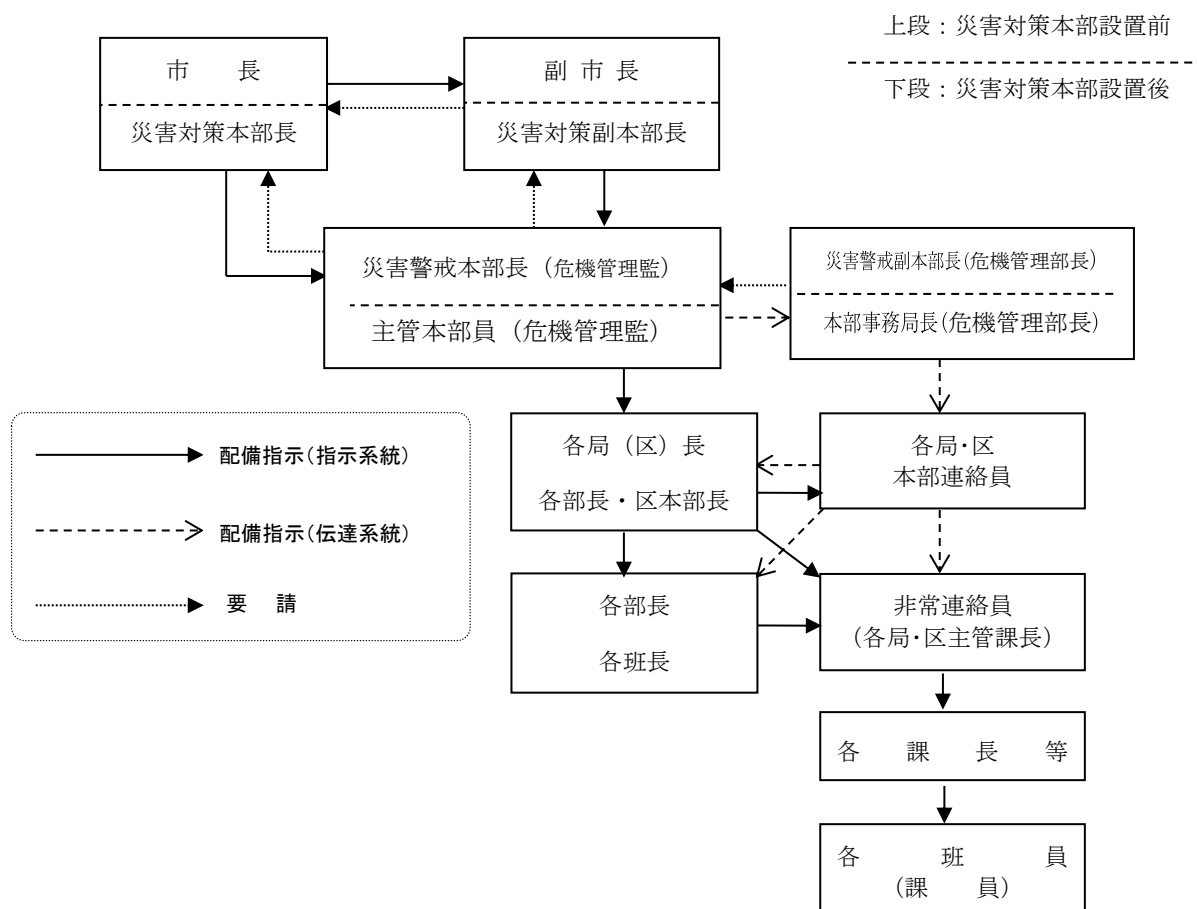 上段：災害対策本部設置前
下段：災害対策本部設置後
市　　長
災害対策本部長
副 市 長
災害対策副本部長
災害警戒本部長（危機管理監）
主管本部員（危機管理監）
災害警戒副本部長(危機管理部長)
本部事務局長(危機管理部長)
配備指示(指示系統)
配備指示(伝達系統)
要　請
各局（区）長
各部長・区本部長
各局･区
本部連絡員
各部長
各班長
非常連絡員
(各局･区主管課長)
各　課　長　等
各　　班　　員
(課　　員)